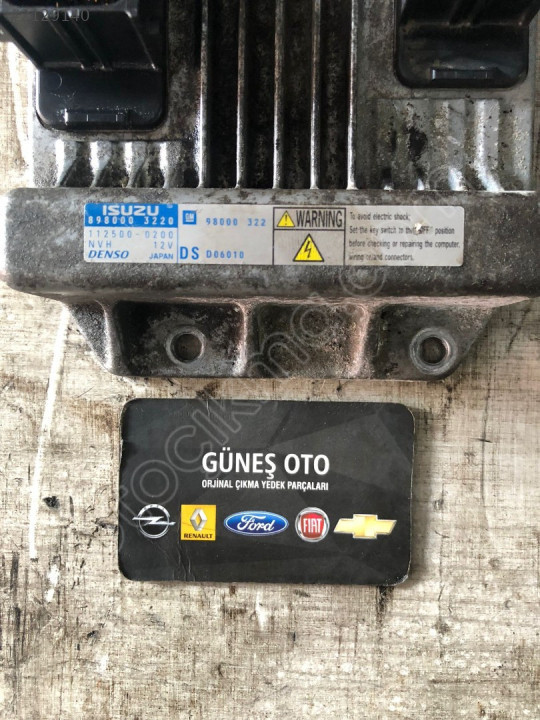 ISUZU
898000 3220
112500-0200
NVH 12V
DENSO JAPAN
GM 98000 322
DS D06010
WARNING
To avoid electric shock;
Set the key switch in the "OFF" position
before checking or repairing the computer,
wiring or and connectors.
GÜNEŞ OTO
ORJİNAL ÇIKMA YEDEK PARÇALARI
RENAULT
Ford
FIAT